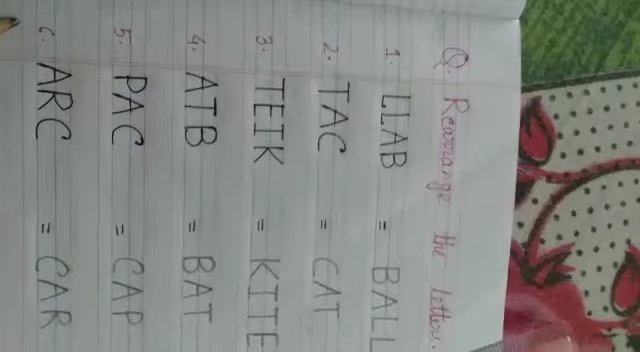 Q. Rearrange the letters.
1. LLAB = BALL
2. TAC = CAT
3. TEIK = KITE
4. ATB = BAT
5. PAC = CAP
6. ARC = CAR